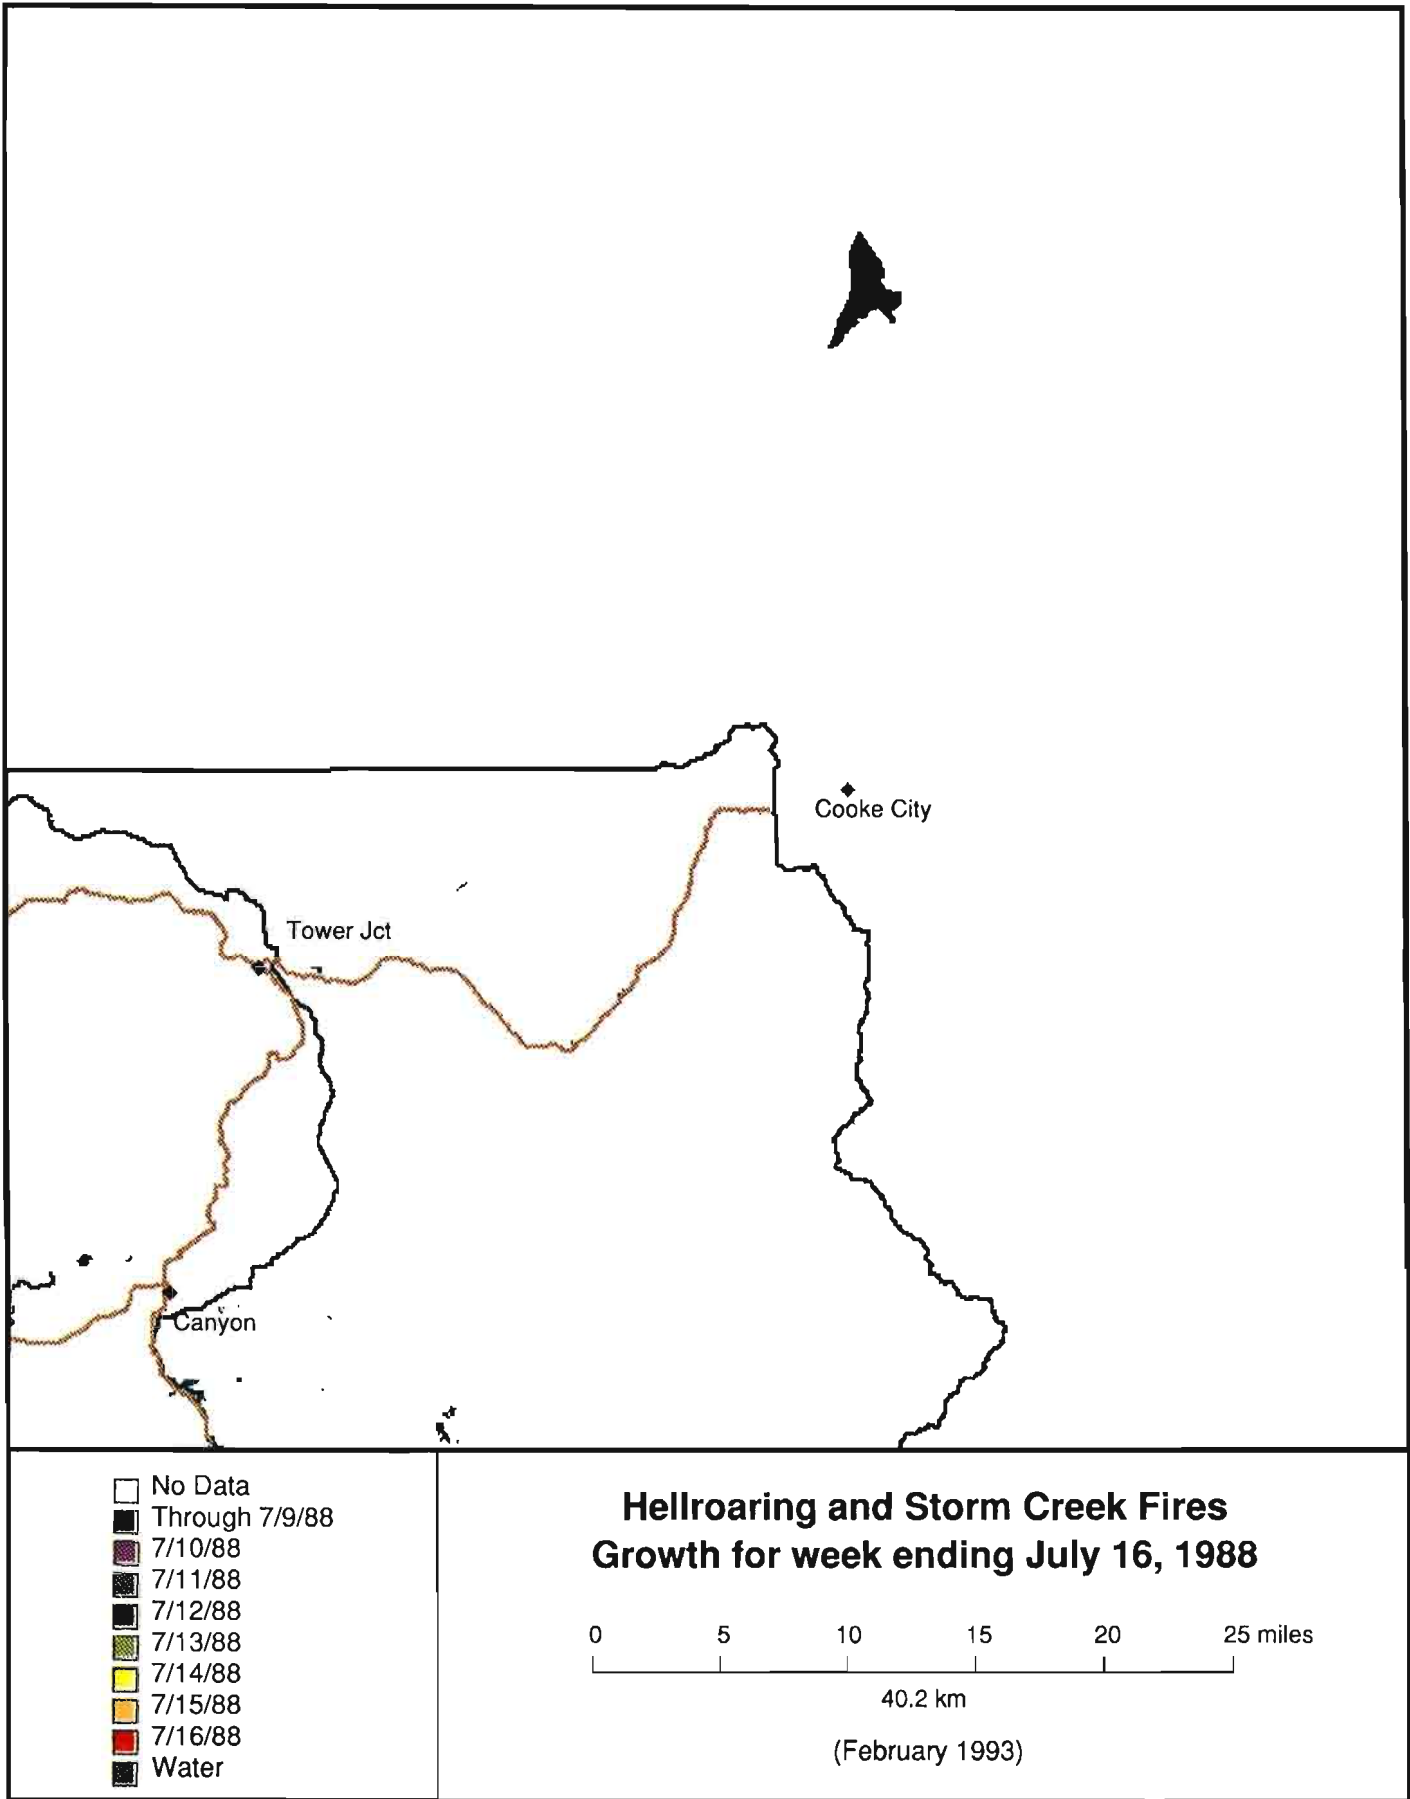 Cooke City
Tower Jct
Canyon
No Data
Through 7/9/88
7/10/88
7/11/88
7/12/88
7/13/88
7/14/88
7/15/88
7/16/88
Water
Hellroaring and Storm Creek Fires
Growth for week ending July 16, 1988
0 5 10 15 20 25 miles
40.2 km
(February 1993)